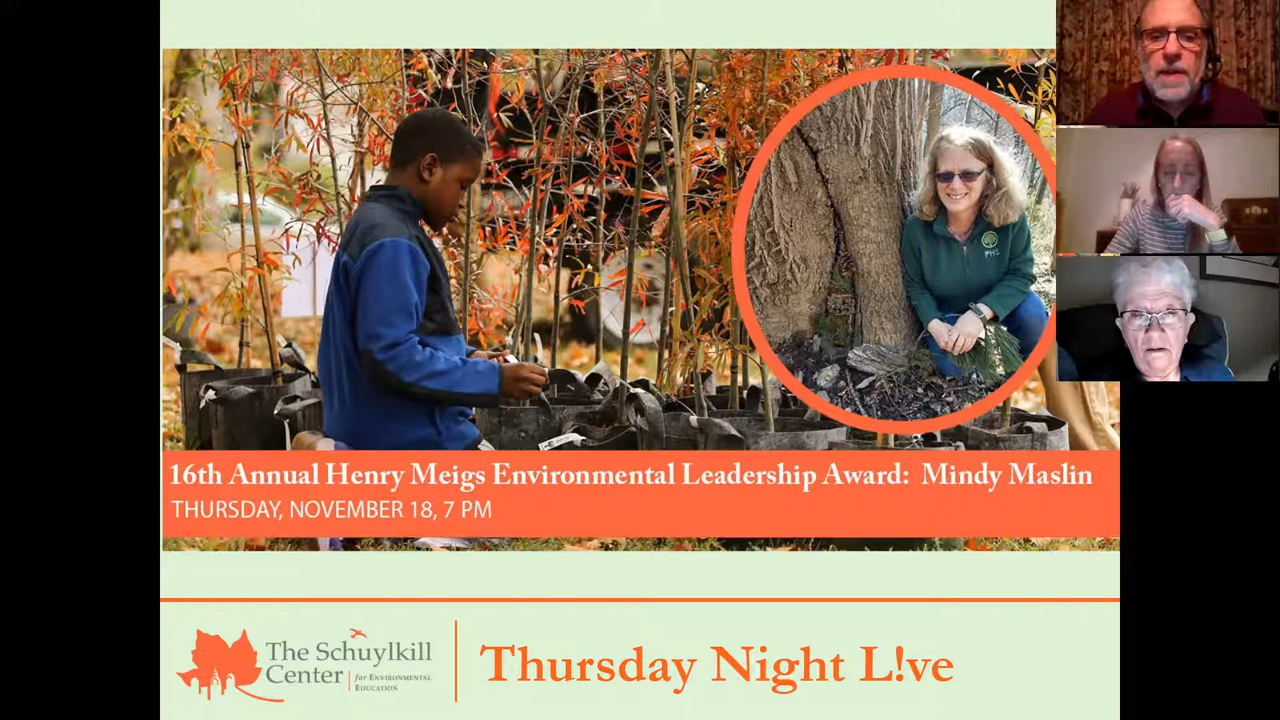 PHS
16th Annual Henry Meigs Environmental Leadership Award: Mindy Maslin
THURSDAY, NOVEMBER 18, 7 PM
The Schuylkill
Center for ENVIRONMENTAL
EDUCATION
Thursday Night L!ve